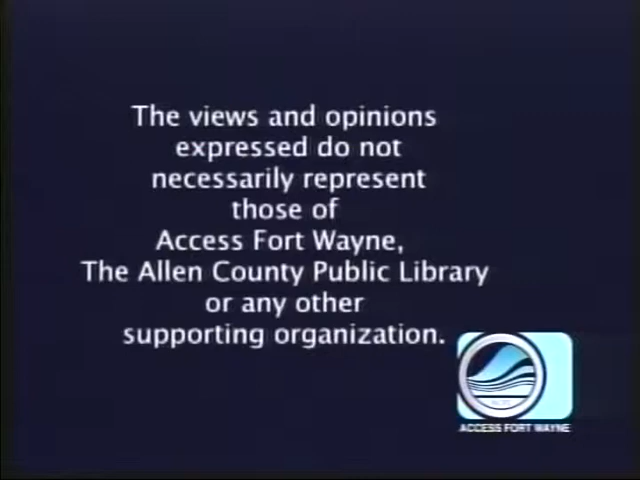 The views and opinions
expressed do not
necessarily represent
those of
Access Fort Wayne,
The Allen County Public Library
or any other
supporting organization.
ACCESS FORT WAYNE